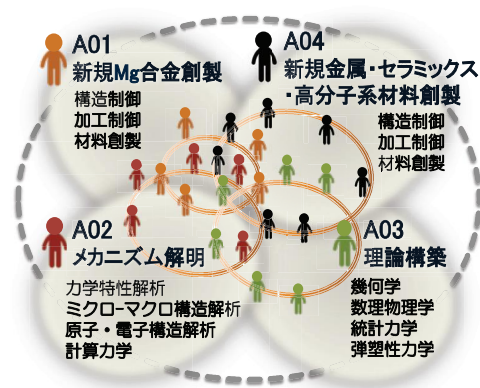 A01
新規Mg合金創製
構造制御
加工制御
材料創製
A04
新規金属・セラミックス
・高分子系材料創製
構造制御
加工制御
材料創製
A02
メカニズム解明
力学特性解析
ミクロ-マクロ構造解析
原子・電子構造解析
計算力学
A03
理論構築
幾何学
数理物理学
統計力学
弾塑性力学